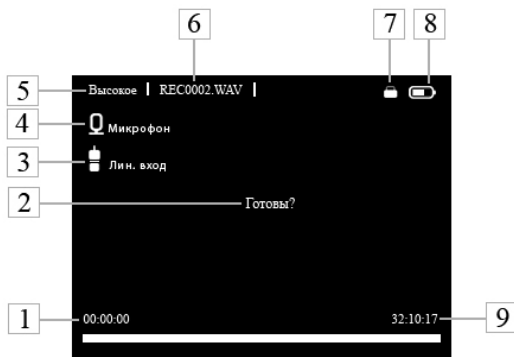 6 7 8
5 Высокое | REC0002.WAV |
4 Микрофон
3 Лин. вход
2 Готовы?
1 00:00:00 32:10:17 9